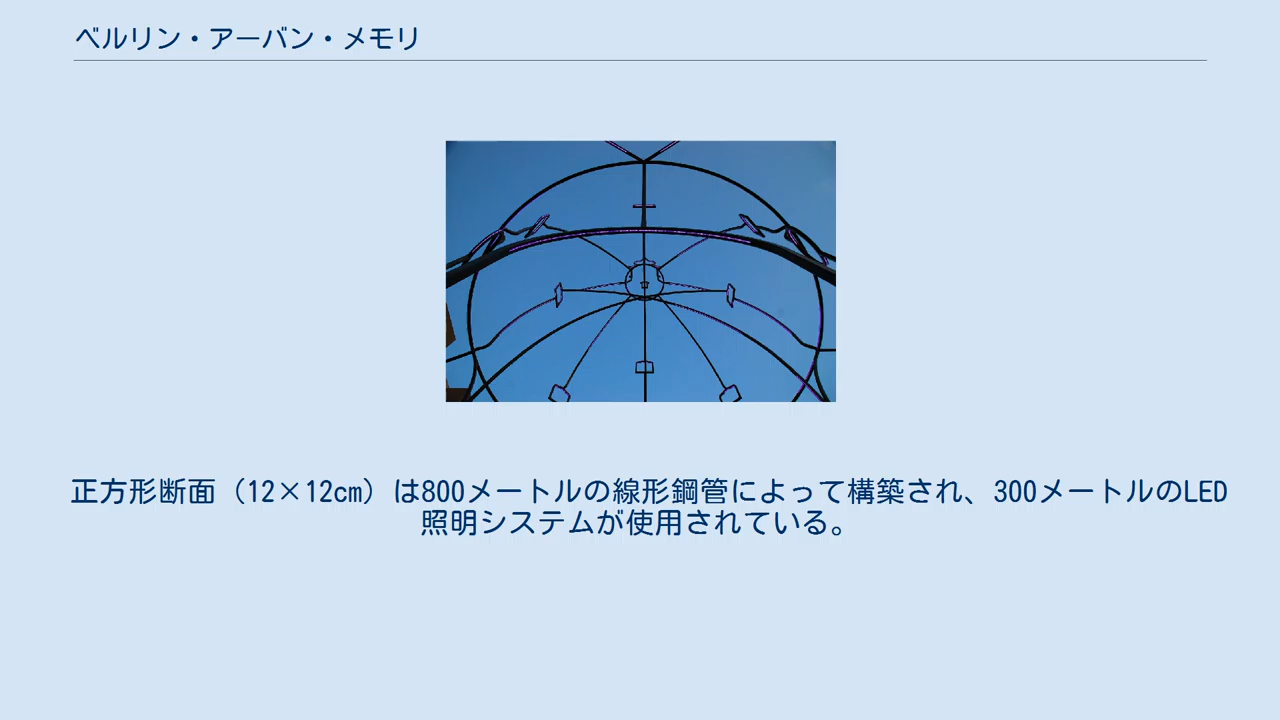 ベルリン・アーバン・メモリ
正方形断面（12×12cm）は800メートルの線形鋼管によって構築され、300メートルのLED
照明システムが使用されている。